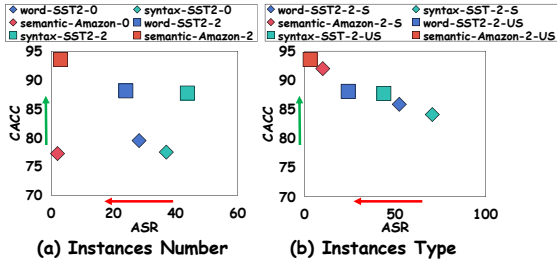 word-SST2-0 syntax-SST2-0
semantic-Amazon-0 word-SST2-2
syntax-SST2-2 semantic-Amazon-2
95
90
85
80
75
70
CACC
0 20 40 60
ASR
(a) Instances Number
word-SST2-2-S syntax-SST2-2-S
semantic-Amazon-2-S word-SST2-2-US
syntax-SST-2-US semantic-Amazon-2-US
95
90
85
80
75
70
CACC
0 50 100
ASR
(b) Instances Type